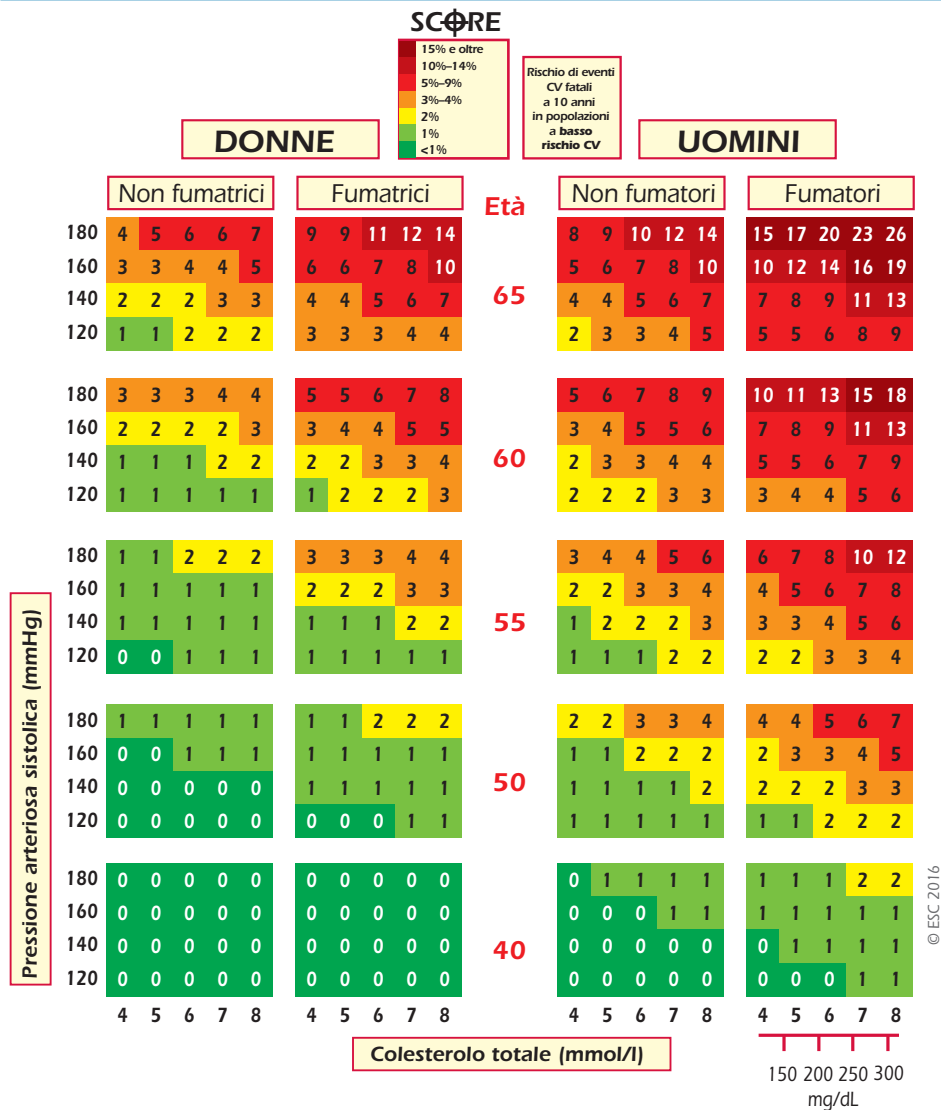 SCORE
15% e oltre
10%–14%
5%–9%
3%–4%
2%
1%
<1%
Rischio di eventi
CV fatali
a 10 anni
in popolazioni
a basso
rischio CV
DONNE
UOMINI
Non fumatrici
Fumatrici
Età
Non fumatori
Fumatori
180 4 5 6 6 7 9 9 11 12 14 8 9 10 12 14 15 17 20 23 26
160 3 3 4 4 5 6 6 7 8 10 5 6 7 8 10 10 12 14 16 19
65
140 2 2 2 3 3 4 4 5 6 7 4 4 5 6 7 7 8 9 11 13
120 1 1 2 2 2 3 3 3 4 4 2 3 3 4 5 5 5 6 8 9
180 3 3 3 4 4 5 5 6 7 8 5 6 7 8 9 10 11 13 15 18
160 2 2 2 2 3 3 4 4 5 5 3 4 5 5 6 7 8 9 11 13
60
140 1 1 1 2 2 2 2 3 3 4 2 3 3 4 4 5 5 6 7 9
120 1 1 1 1 1 1 2 2 2 3 2 2 2 3 3 3 4 4 5 6
180 1 1 2 2 2 3 3 3 4 4 3 4 4 5 6 6 7 8 10 12
160 1 1 1 1 1 2 2 2 3 3 2 2 3 3 4 4 5 6 7 8
55
140 1 1 1 1 1 1 1 1 2 2 1 2 2 2 3 3 3 4 5 6
120 0 0 1 1 1 1 1 1 1 1 1 1 1 2 2 2 2 3 3 4
180 1 1 1 1 1 1 1 2 2 2 2 2 3 3 4 4 4 5 6 7
160 0 0 1 1 1 1 1 1 1 1 1 1 2 2 2 2 3 3 4 5
50
140 0 0 0 0 0 1 1 1 1 1 1 1 1 1 2 2 2 2 3 3
120 0 0 0 0 0 0 0 0 1 1 1 1 1 1 1 1 1 2 2 2
180 0 0 0 0 0 0 0 0 0 0 0 1 1 1 1 1 1 1 2 2
160 0 0 0 0 0 0 0 0 0 0 0 0 0 1 1 1 1 1 1 1
40
140 0 0 0 0 0 0 0 0 0 0 0 0 0 0 0 0 1 1 1 1
120 0 0 0 0 0 0 0 0 0 0 0 0 0 0 0 0 0 0 1 1
4 5 6 7 8 4 5 6 7 8 4 5 6 7 8 4 5 6 7 8
Pressione arteriosa sistolica (mmHg)
Colesterolo totale (mmol/l)
150 200 250 300
mg/dL
© ESC 2016